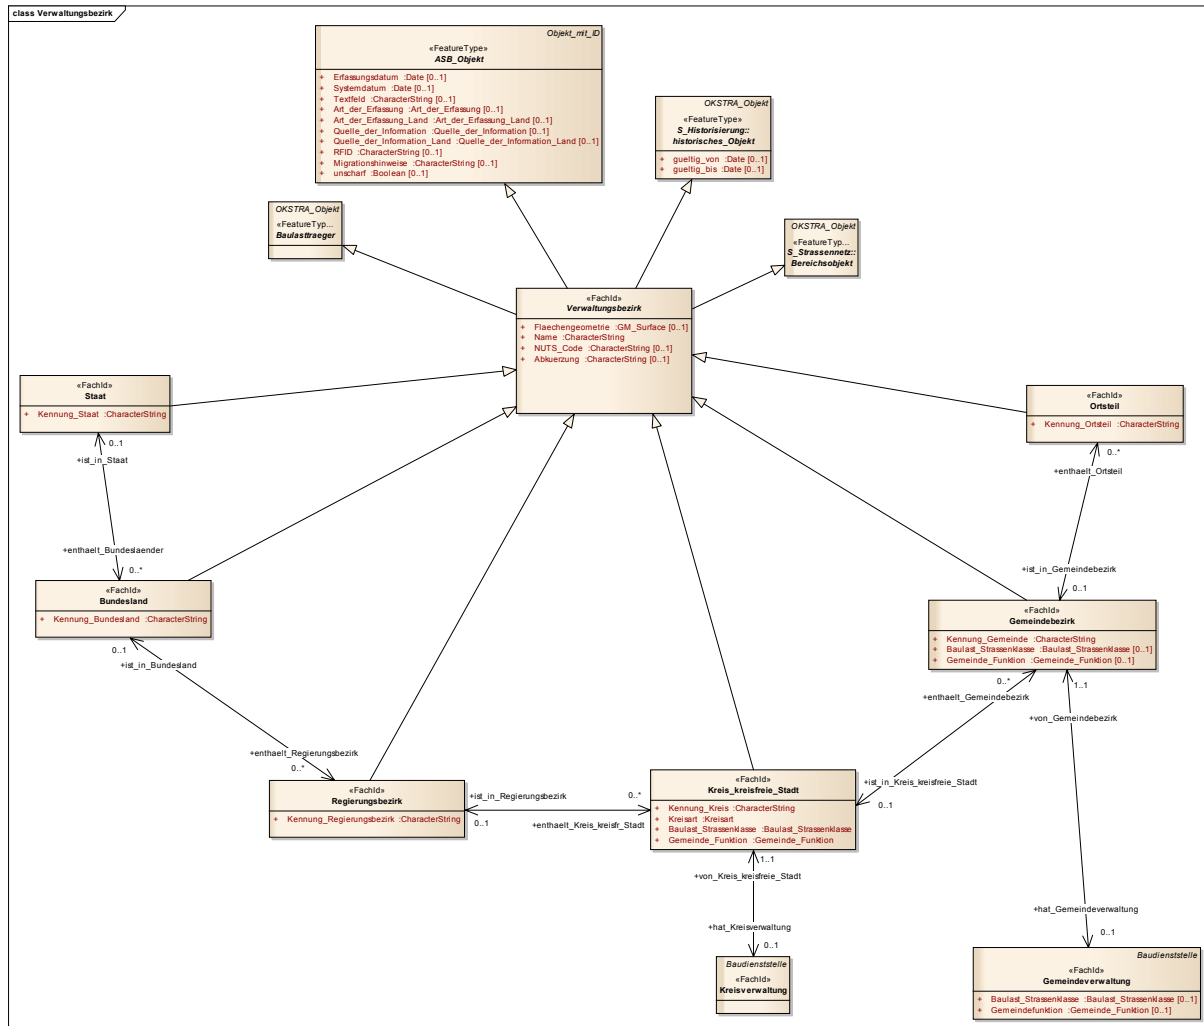 class Verwaltungsbezirk
Objekt_mit_ID
«FeatureType»
ASB_Objekt
+ Erfassungsdatum :Date [0..1]
+ Systemdatum :Date [0..1]
+ Textfeld :CharacterString [0..1]
+ Art_der_Erfassung :Art_der_Erfassung [0..1]
+ Art_der_Erfassung_Land :Art_der_Erfassung_Land [0..1]
+ Quelle_der_Information :Quelle_der_Information [0..1]
+ Quelle_der_Information_Land :Quelle_der_Information_Land [0..1]
+ RFID :CharacterString [0..1]
+ Migrationshinweise :CharacterString [0..1]
+ unscharf :Boolean [0..1]
OKSTRA_Objekt
«FeatureType»
S_Historisierung::
historisches_Objekt
+ gueltig_von :Date [0..1]
+ gueltig_bis :Date [0..1]
OKSTRA_Objekt
«FeatureTyp...
Baulasttraeger
OKSTRA_Objekt
«FeatureTyp...
S_Strassennetz::
Bereichsobjekt
«FachId»
Verwaltungsbezirk
+ Flaechengeometrie :GM_Surface [0..1]
+ Name :CharacterString
+ NUTS_Code :CharacterString [0..1]
+ Abkuerzung :CharacterString [0..1]
«FachId»
Staat
+ Kennung_Staat :CharacterString
«FachId»
Ortsteil
+ Kennung_Ortsteil :CharacterString
0..1
+ist_in_Staat
0..*
+enthaelt_Ortsteil
+enthaelt_Bundeslaender
0..*
+ist_in_Gemeindebezirk
0..1
«FachId»
Bundesland
+ Kennung_Bundesland :CharacterString
«FachId»
Gemeindebezirk
+ Kennung_Gemeinde :CharacterString
+ Baulast_Strassenklasse :Baulast_Strassenklasse [0..1]
+ Gemeinde_Funktion :Gemeinde_Funktion [0..1]
0..1
+ist_in_Bundesland
0..*
+enthaelt_Gemeindebezirk
1..1
+von_Gemeindebezirk
+enthaelt_Regierungsbezirk
0..*
+ist_in_Kreis_kreisfreie_Stadt
0..1
«FachId»
Regierungsbezirk
+ Kennung_Regierungsbezirk :CharacterString
+ist_in_Regierungsbezirk
0..1
0..*
+enthaelt_Kreis_kreisfr_Stadt
«FachId»
Kreis_kreisfreie_Stadt
+ Kennung_Kreis :CharacterString
+ Kreisart :Kreisart
+ Baulast_Strassenklasse :Baulast_Strassenklasse
+ Gemeinde_Funktion :Gemeinde_Funktion
1..1
+von_Kreis_kreisfreie_Stadt
+hat_Kreisverwaltung
0..1
+hat_Gemeindeverwaltung
0..1
Baudienststelle
«FachId»
Kreisverwaltung
Baudienststelle
«FachId»
Gemeindeverwaltung
+ Baulast_Strassenklasse :Baulast_Strassenklasse [0..1]
+ Gemeindefunktion :Gemeinde_Funktion [0..1]